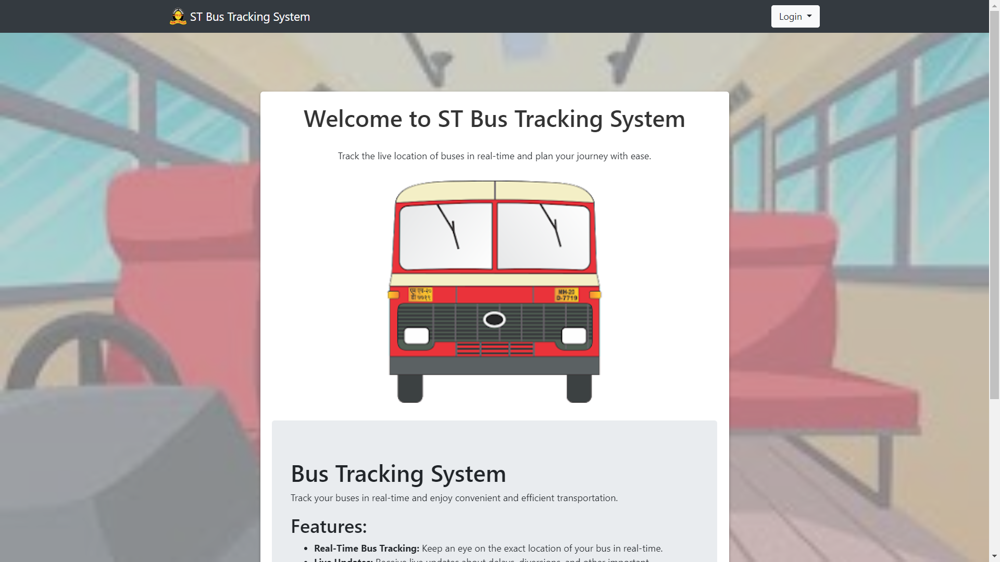 ST Bus Tracking System
Login
Welcome to ST Bus Tracking System
Track the live location of buses in real-time and plan your journey with ease.
एम एच-२०
डी ७७१९
MH-20
D-7719
Bus Tracking System
Track your buses in real-time and enjoy convenient and efficient transportation.
Features:
• Real-Time Bus Tracking: Keep an eye on the exact location of your bus in real-time.
• Live Updates: Receive live updates about delays, diversions, and other important